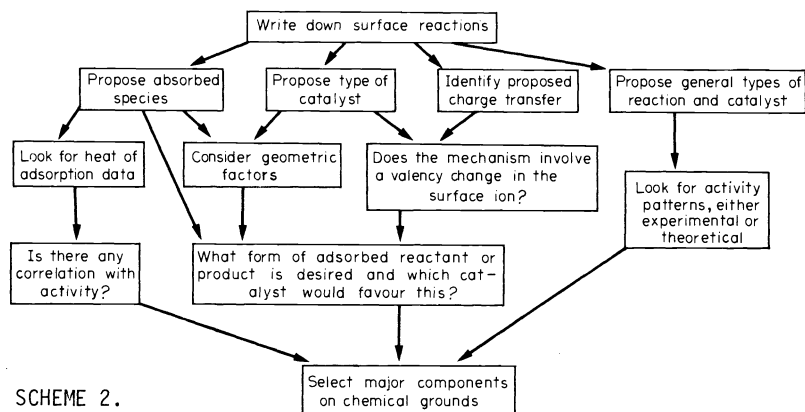 Write down surface reactions
Propose absorbed
species
Propose type of
catalyst
Identify proposed
charge transfer
Propose general types of
reaction and catalyst
Look for heat of
adsorption data
Consider geometric
factors
Does the mechanism involve
a valency change in the
surface ion?
Look for activity
patterns, either
experimental or
theoretical
Is there any
correlation with
activity?
What form of adsorbed reactant or
product is desired and which cat-
alyst would favour this?
Select major components
on chemical grounds
SCHEME 2.